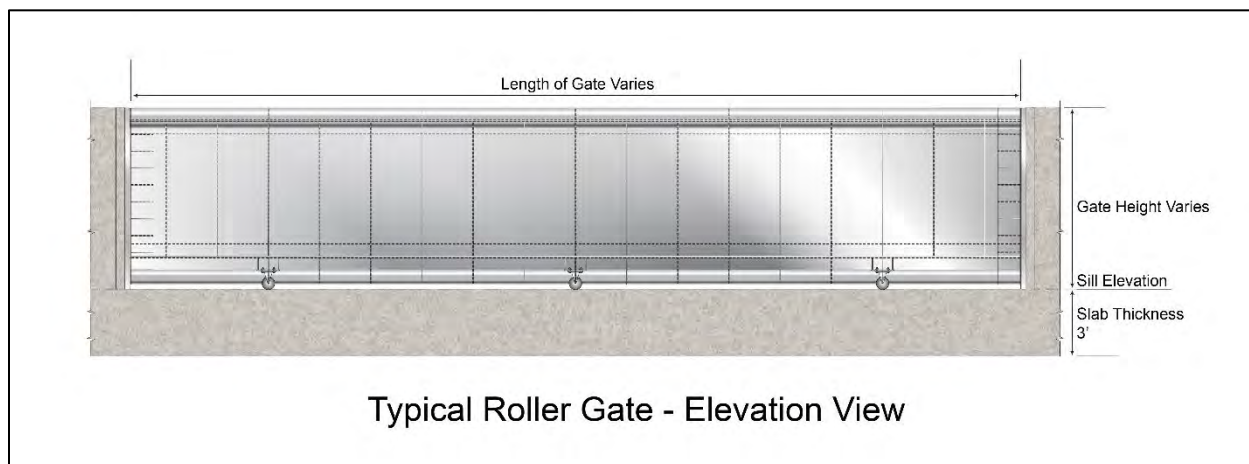 Length of Gate Varies
Gate Height Varies
Sill Elevation
Slab Thickness
3'
Typical Roller Gate - Elevation View